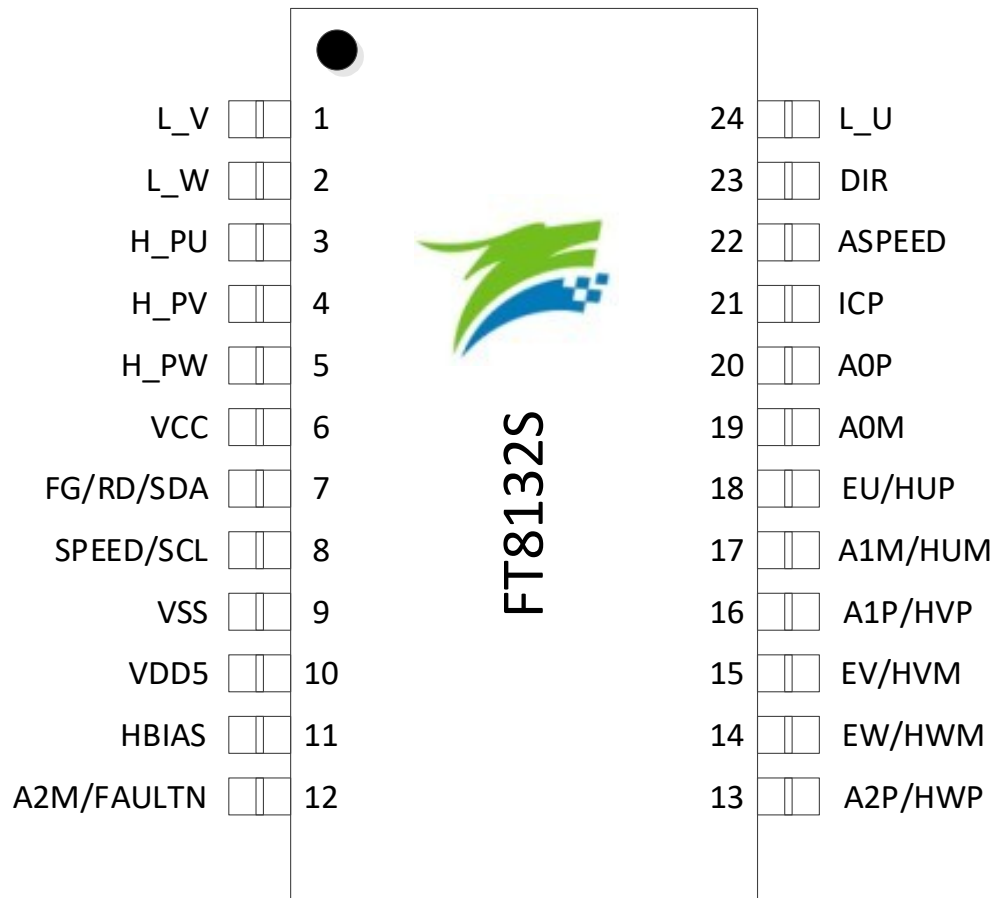 L_V 1 24 L_U
L_W 2 23 DIR
H_PU 3 22 ASPEED
H_PV 4 21 ICP
H_PW 5 20 A0P
VCC 6 19 A0M
FG/RD/SDA 7 18 EU/HUP
SPEED/SCL 8 17 A1M/HUM
VSS 9 16 A1P/HVP
VDD5 10 15 EV/HVM
HBIAS 11 14 EW/HWM
A2M/FAULTN 12 13 A2P/HWP
FT8132S